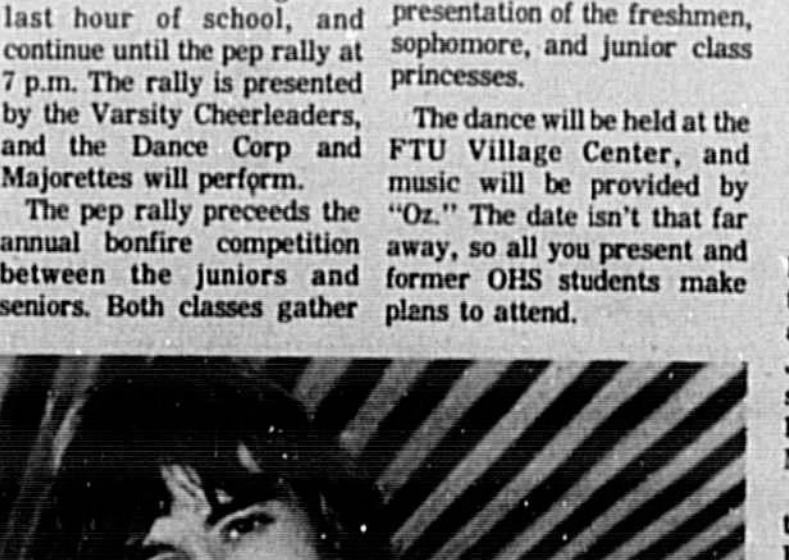 last hour of school, and
continue until the pep rally at
7 p.m. The rally is presented
by the Varsity Cheerleaders,
and the Dance Corp and
Majorettes will perform.
The pep rally preceeds the
annual bonfire competition
between the juniors and
seniors. Both classes gather
presentation of the freshmen,
sophomore, and junior class
princesses.
The dance will be held at the
FTU Village Center, and
music will be provided by
"Oz." The date isn't that far
away, so all you present and
former OHS students make
plans to attend.